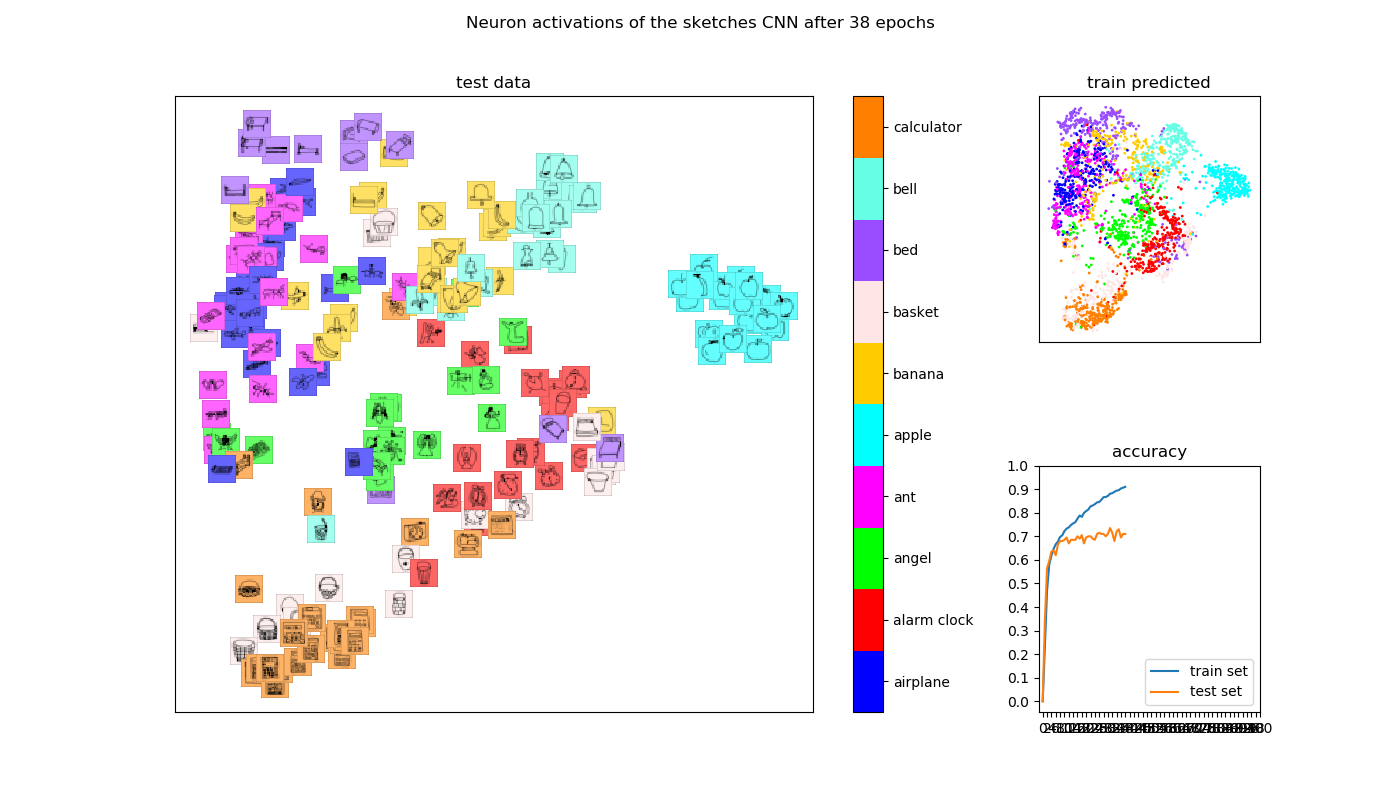 Neuron activations of the sketches CNN after 38 epochs
test data
calculator
bell
bed
basket
banana
apple
ant
angel
alarm clock
airplane
train predicted
accuracy
1.0
0.9
0.8
0.7
0.6
0.5
0.4
0.3
0.2
0.1
0.0
train set
test set